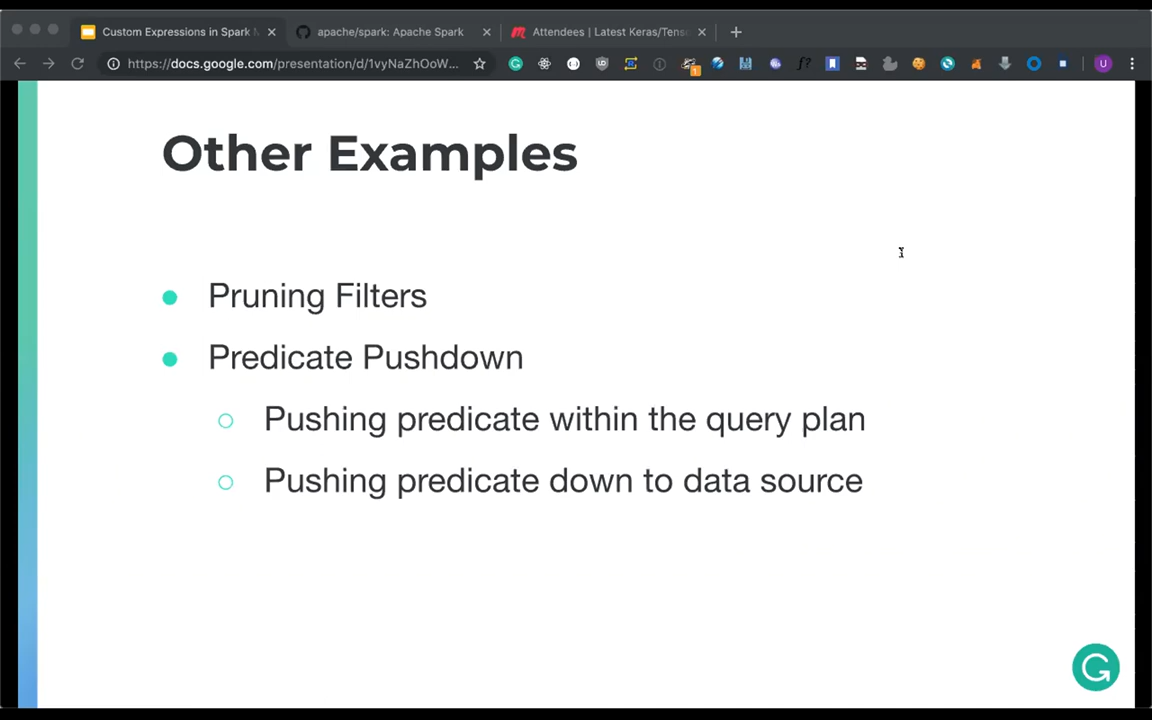 Custom Expressions in Spark
apache/spark: Apache Spark
Attendees | Latest Keras/Tens
https://docs.google.com/presentation/d/1vyNaZhOoW...
1
U
Other Examples
Pruning Filters
Predicate Pushdown
Pushing predicate within the query plan
Pushing predicate down to data source
G